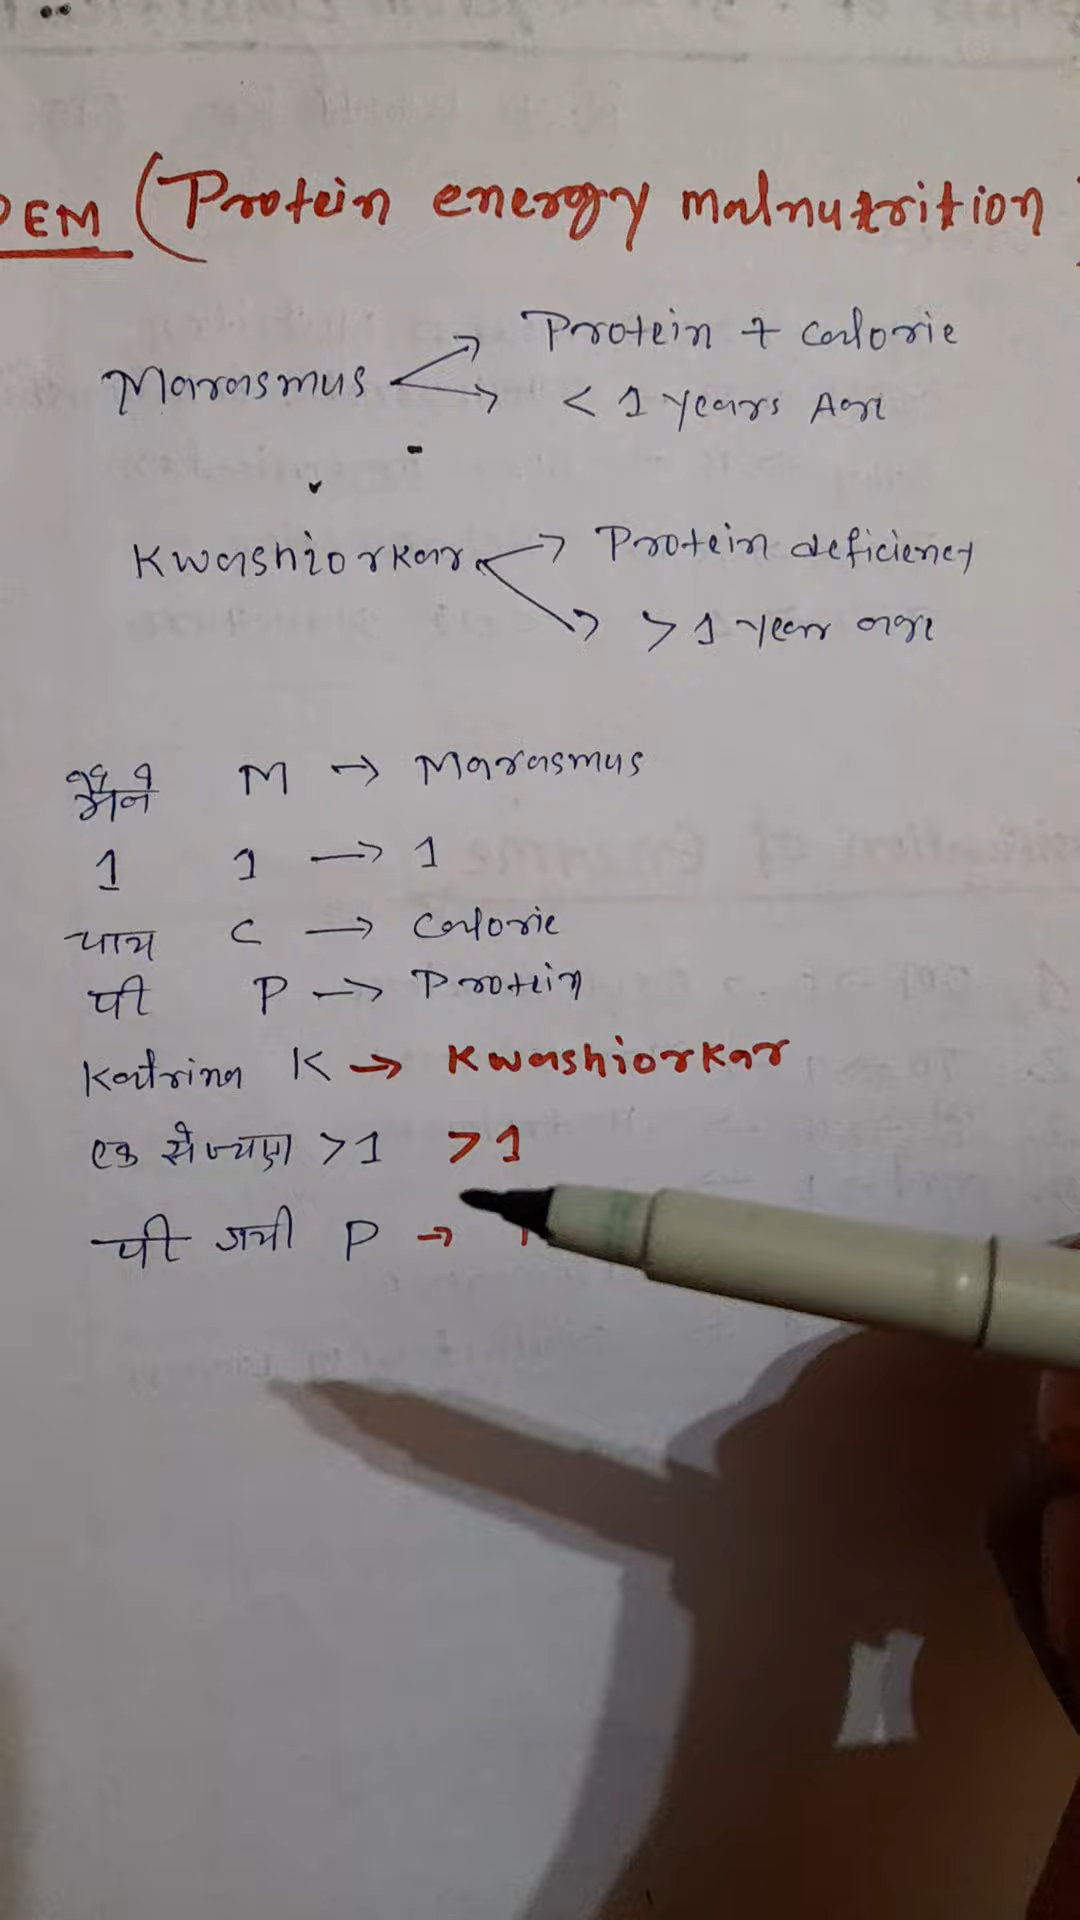 PEM (Protein energy malnutrition)
Marasmus Protein + Calorie
< 1 years Age
Kwashiorkar Protein deficiency
> 1 year age
मैने M → Marasmus
1 1 → 1
चाय C → Calorie
पी P → Protein
Katrina K → Kwashiorkar
एक से ज्यादा >1 >1
पी गयी P →